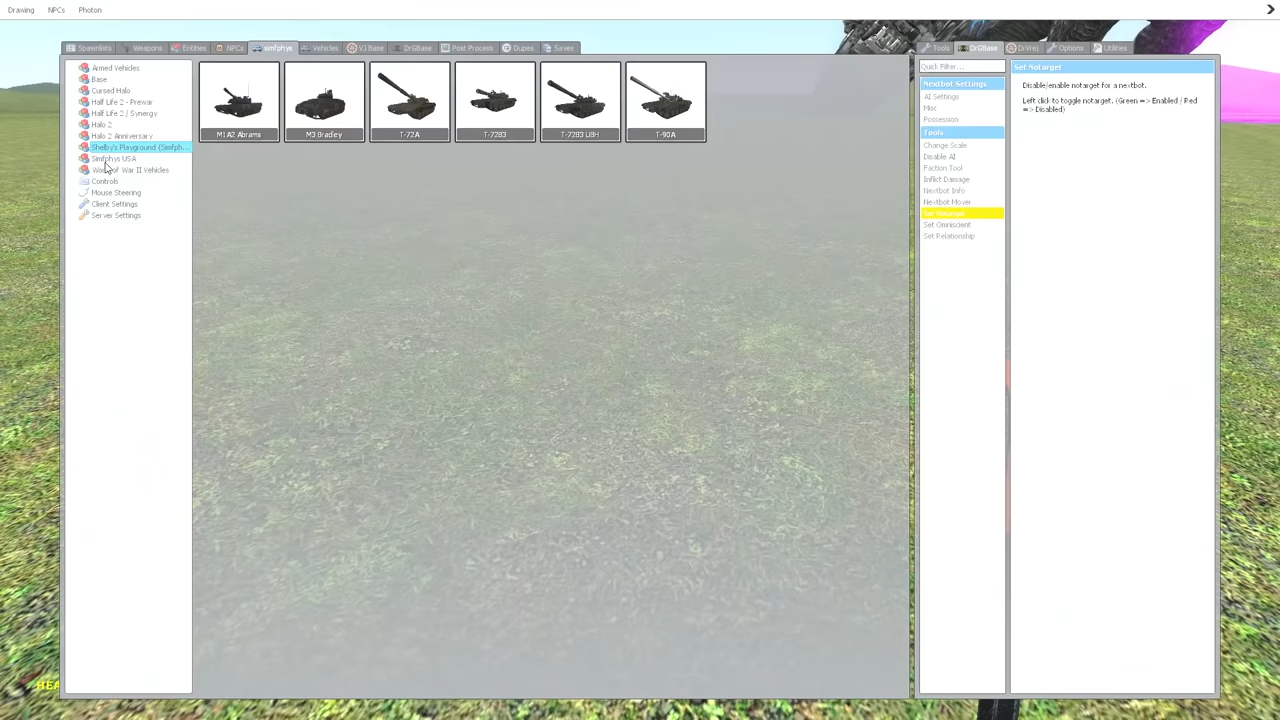 Drawing NPCs Photon
Spawnlists Weapons Entities NPCs simfphys Vehicles VJ Base DrGBase Post Process Dupes Saves
Armed Vehicles
Base
Cursed Halo
Half Life 2 - Prewar
Half Life 2 / Synergy
Halo 2
Halo 2 Anniversary
Shelby's Playground (Simfph...
Simfphys USA
War II Vehicles
Controls
Mouse Steering
Client Settings
Server Settings
M1A2 Abrams M3 Bradley T-72A T-72B3 T-72B3 UBH T-90A
Tools DrGBase DrVrej Options Utilities
Quick Filter...
Nextbot Settings
AI Settings
Misc
Possession
Tools
Change Scale
Disable AI
Faction Tool
Inflict Damage
Nextbot Info
Nextbot Mover
Set Notarget
Set Omniscient
Set Relationship
Set Notarget
Disable/enable notarget for a nextbot.
Left click to toggle notarget. (Green => Enabled / Red
=> Disabled)
HEA